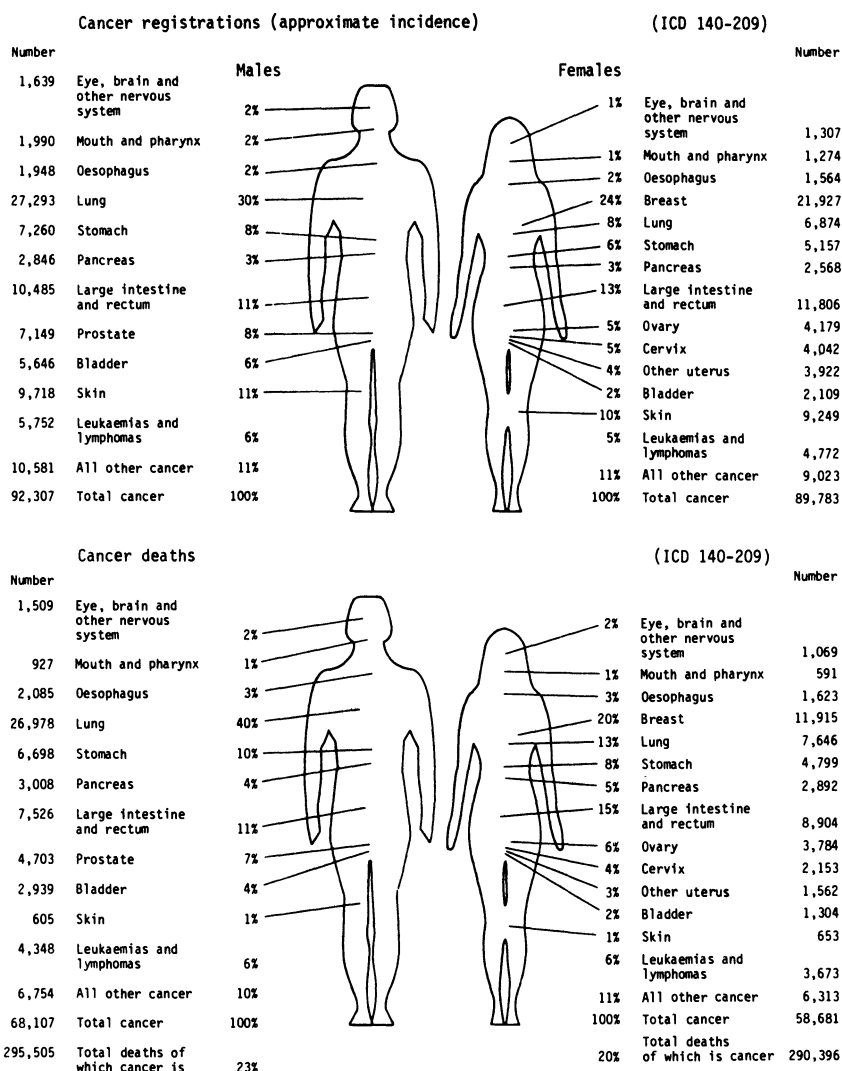 Cancer registrations (approximate incidence) (ICD 140-209)
Number
Number
Males
Females
1,639 Eye, brain and
other nervous
system 2%
1,990 Mouth and pharynx 2%
1,948 Oesophagus 2%
27,293 Lung 30%
7,260 Stomach 8%
2,846 Pancreas 3%
10,485 Large intestine
and rectum 11%
7,149 Prostate 8%
5,646 Bladder 6%
9,718 Skin 11%
5,752 Leukaemias and
lymphomas 6%
10,581 All other cancer 11%
92,307 Total cancer 100%
1% Eye, brain and
other nervous
system 1,307
1% Mouth and pharynx 1,274
2% Oesophagus 1,564
24% Breast 21,927
8% Lung 6,874
6% Stomach 5,157
3% Pancreas 2,568
13% Large intestine
and rectum 11,806
5% Ovary 4,179
5% Cervix 4,042
4% Other uterus 3,922
2% Bladder 2,109
10% Skin 9,249
5% Leukaemias and
lymphomas 4,772
11% All other cancer 9,023
100% Total cancer 89,783
Cancer deaths (ICD 140-209)
Number
Number
1,509 Eye, brain and
other nervous
system 2%
927 Mouth and pharynx 1%
2,085 Oesophagus 3%
26,978 Lung 40%
6,698 Stomach 10%
3,008 Pancreas 4%
7,526 Large intestine
and rectum 11%
4,703 Prostate 7%
2,939 Bladder 4%
605 Skin 1%
4,348 Leukaemias and
lymphomas 6%
6,754 All other cancer 10%
68,107 Total cancer 100%
295,505 Total deaths of
which cancer is 23%
2% Eye, brain and
other nervous
system 1,069
1% Mouth and pharynx 591
3% Oesophagus 1,623
20% Breast 11,915
13% Lung 7,646
8% Stomach 4,799
5% Pancreas 2,892
15% Large intestine
and rectum 8,904
6% Ovary 3,784
4% Cervix 2,153
3% Other uterus 1,562
2% Bladder 1,304
1% Skin 653
6% Leukaemias and
lymphomas 3,673
11% All other cancer 6,313
100% Total cancer 58,681
Total deaths
20% of which is cancer 290,396